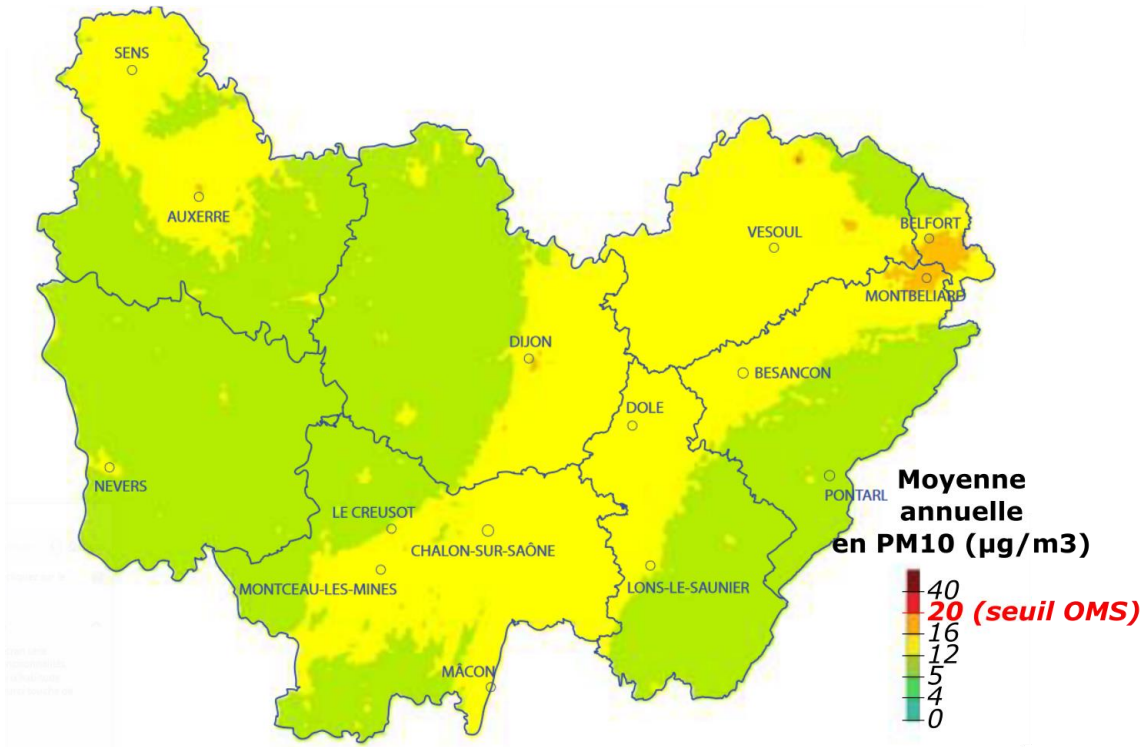 SENS
AUXERRE
VESOUL
BELFORT
MONTBELIARD
DIJON
BESANCON
DOLE
NEVERS
PONTARL
LE CREUSOT
CHALON-SUR-SAÔNE
MONTCEAU-LES-MINES
LONS-LE-SAUNIER
MÂCON
Moyenne
annuelle
en PM10 (µg/m3)
40
20 (seuil OMS)
16
12
5
4
0